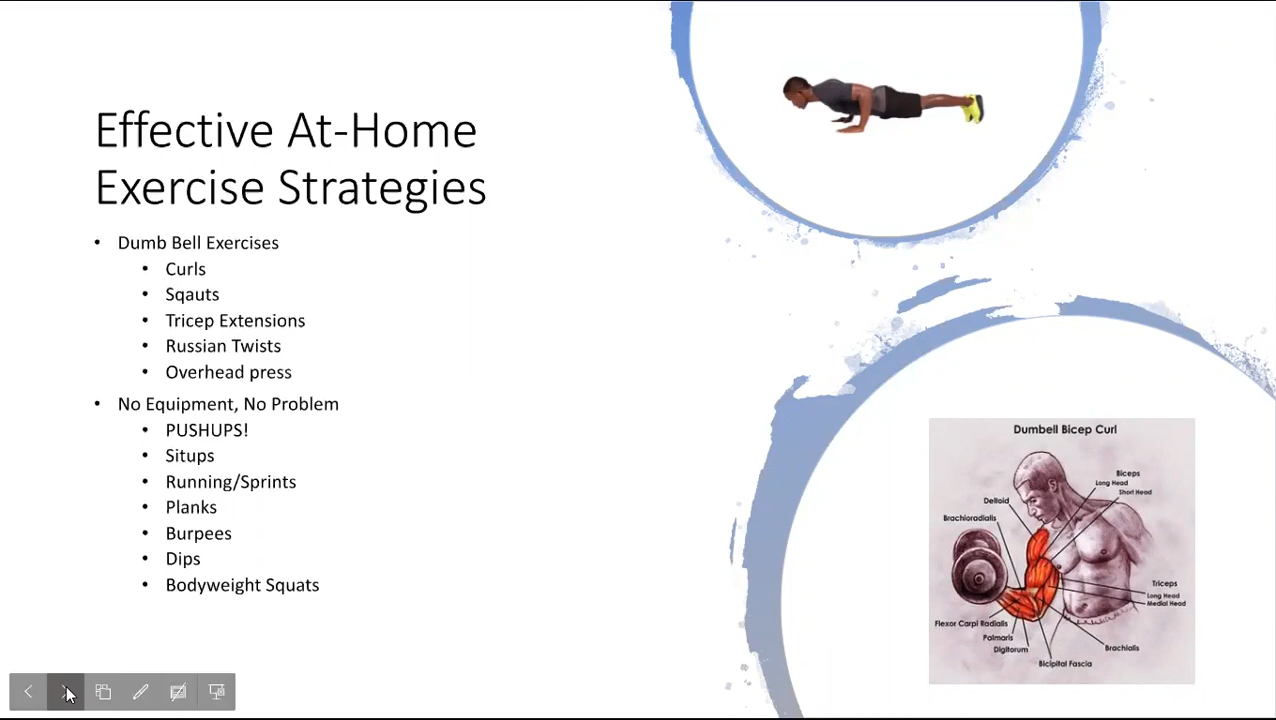 Effective At-Home
Exercise Strategies
• Dumb Bell Exercises
• Curls
• Sqauts
• Tricep Extensions
• Russian Twists
• Overhead press
• No Equipment, No Problem
• PUSHUPS!
• Situps
• Running/Sprints
• Planks
• Burpees
• Dips
• Bodyweight Squats
Dumbell Bicep Curl
Biceps
Long Head
Short Head
Deltoid
Brachioradialis
Triceps
Long Head
Medial Head
Flexor Carpi Radialis
Palmaris
Digitorum
Brachialis
Bicipital Fascia